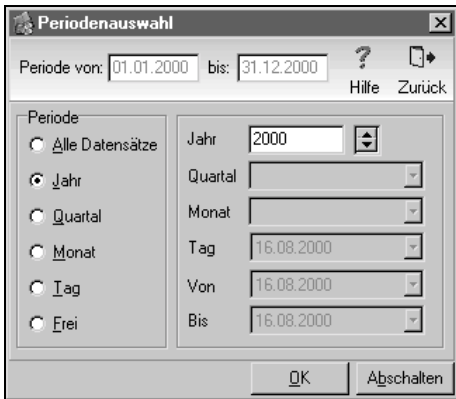 Periodenauswahl
Periode von: 01.01.2000 bis: 31.12.2000
Hilfe Zurück
Periode
Alle Datensätze
Jahr
Quartal
Monat
Tag
Frei
Jahr 2000
Quartal
Monat
Tag 16.08.2000
Von 16.08.2000
Bis 16.08.2000
OK Abschalten